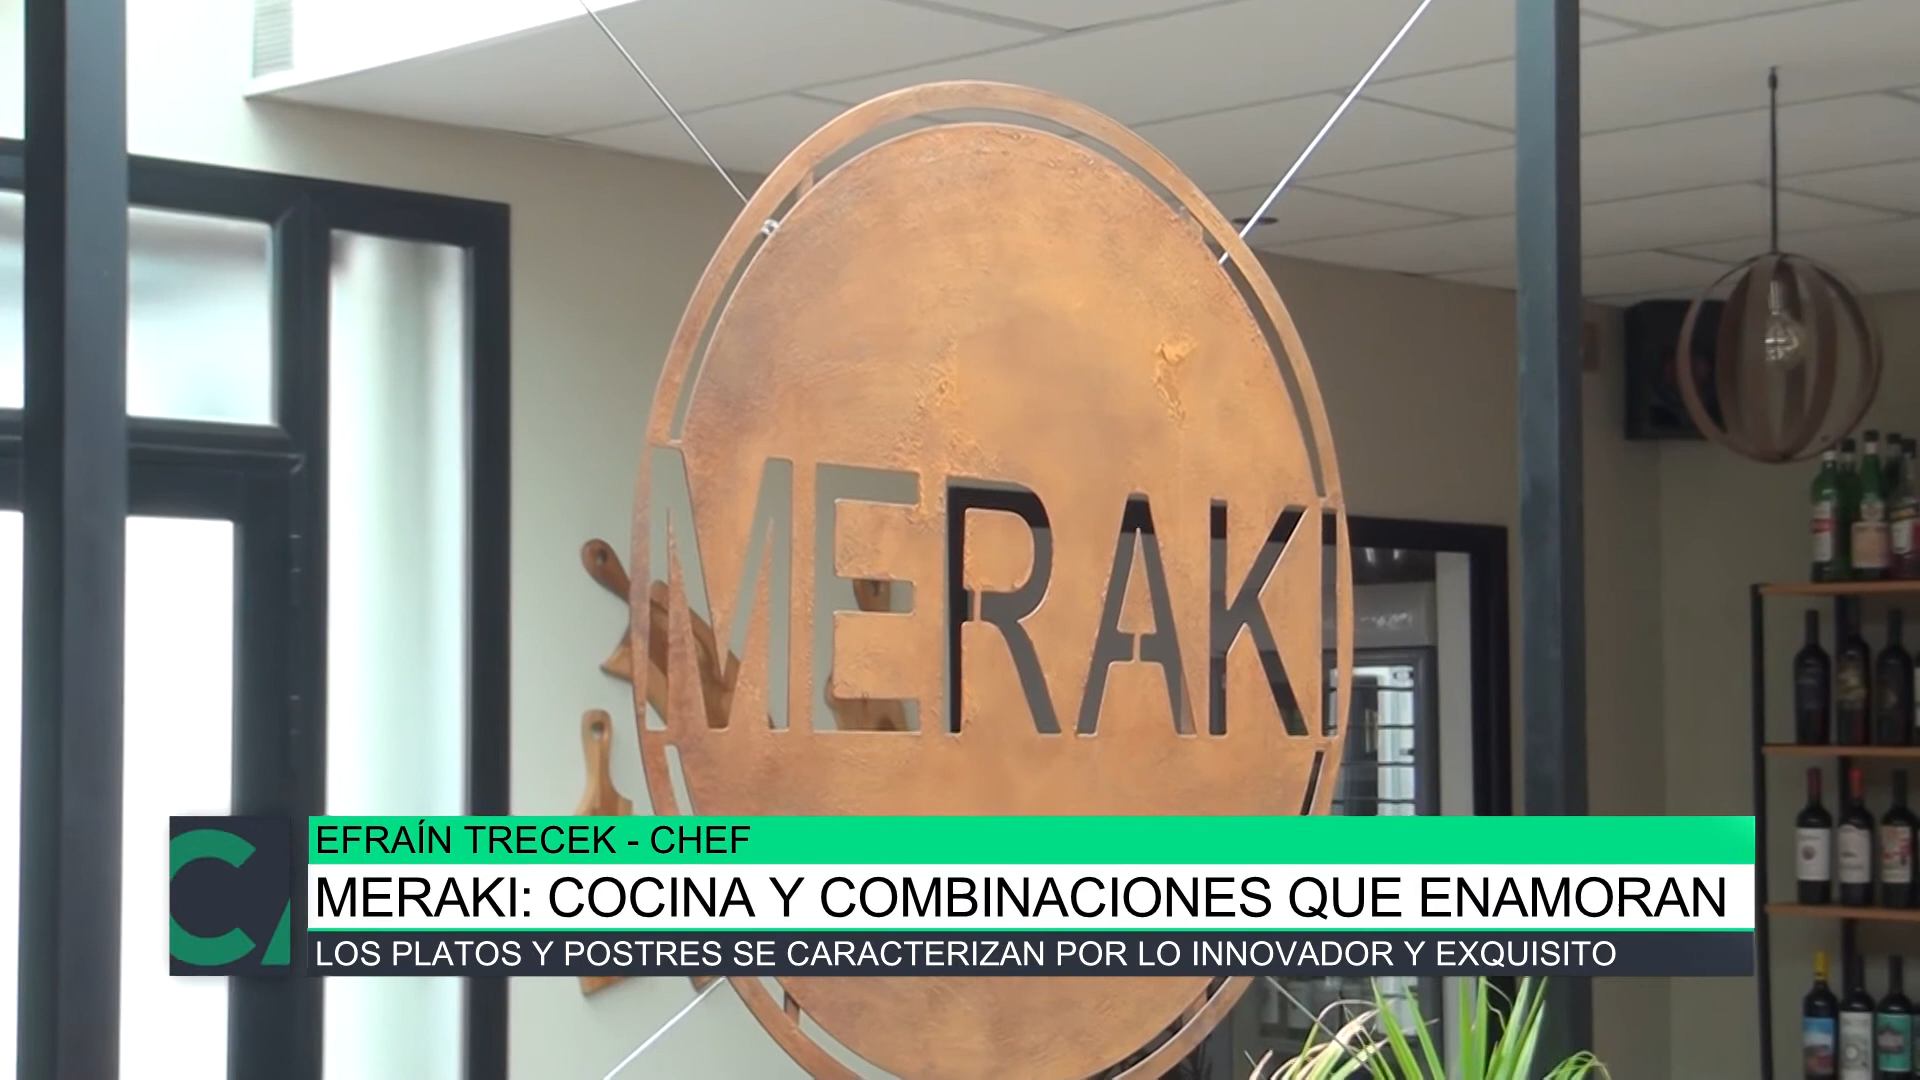 MERAKI
EFRAÍN TRECEK - CHEF
MERAKI: COCINA Y COMBINACIONES QUE ENAMORAN
LOS PLATOS Y POSTRES SE CARACTERIZAN POR LO INNOVADOR Y EXQUISITO